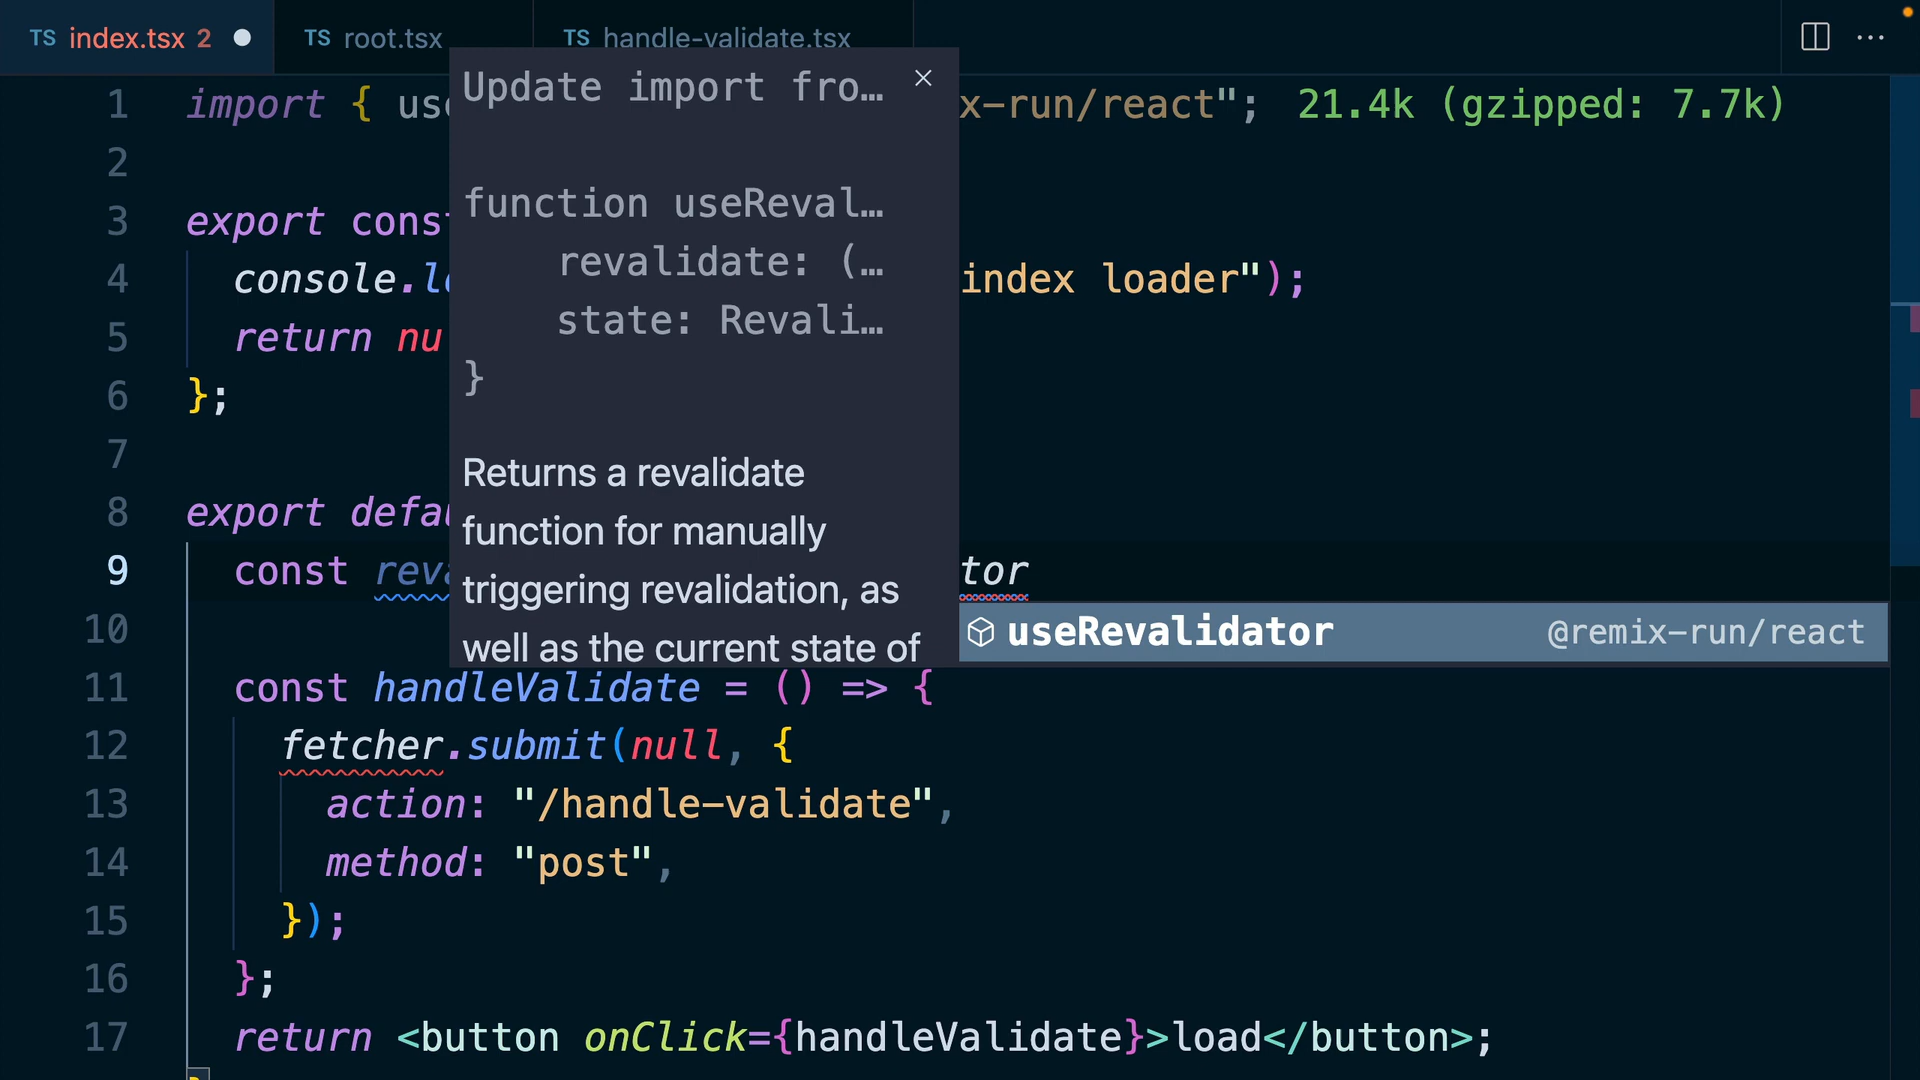 TS index.tsx 2 TS root.tsx TS handle-validate.tsx
Update import fro…
1 import { use x-run/react"; 21.4k (gzipped: 7.7k)
2
function useReval…
3 export cons
revalidate: (…
4 console.l index loader");
state: Revali…
5 return nu
}
6 };
7
Returns a revalidate
function for manually
triggering revalidation, as
well as the current state of
8 export defau
9 const reva tor
useRevalidator @remix-run/react
10
11 const handleValidate = () => {
12 fetcher.submit(null, {
13 action: "/handle-validate",
14 method: "post",
15 });
16 };
17 return <button onClick={handleValidate}>load</button>;